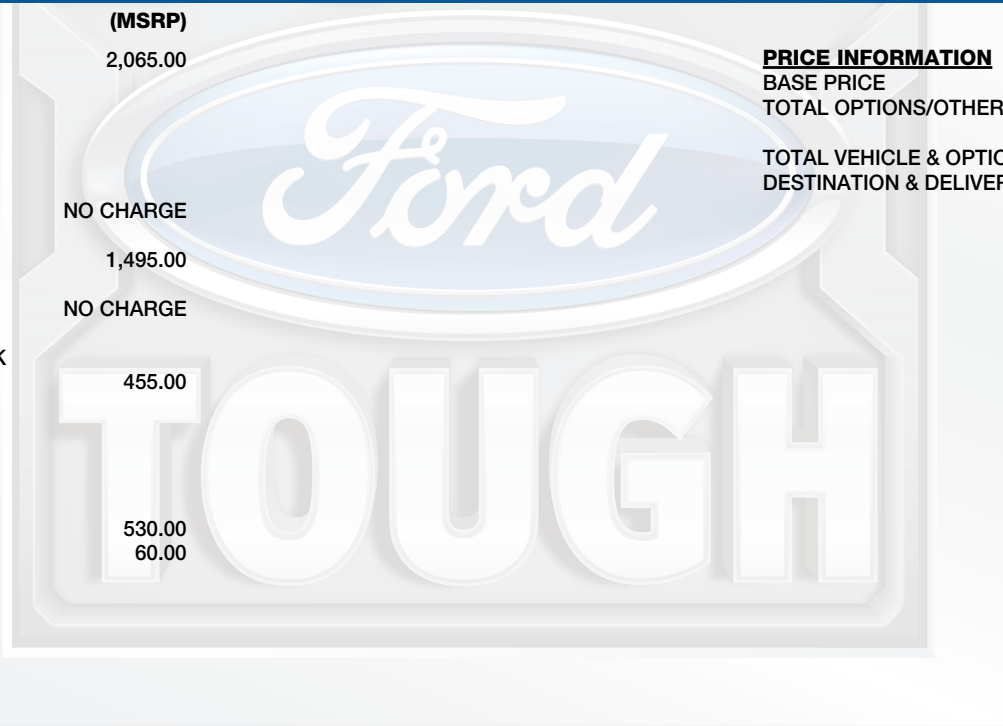 (MSRP)
2,065.00
NO CHARGE
1,495.00
NO CHARGE
455.00
530.00
60.00
PRICE INFORMATION
BASE PRICE
TOTAL OPTIONS/OTHER
TOTAL VEHICLE & OPTIO
DESTINATION & DELIVER
Ford
TOUGH